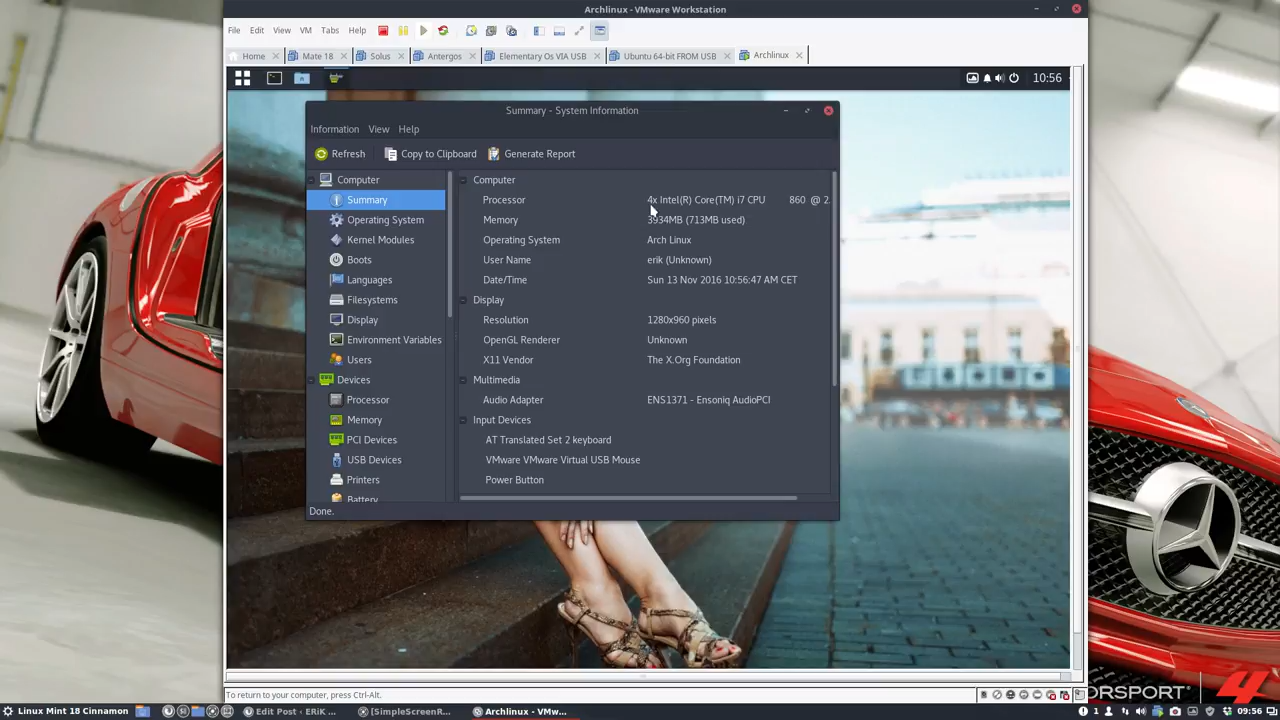 Archlinux - VMware Workstation
File Edit View VM Tabs Help
Home Mate 18 Solus Antergos Elementary Os VIA USB Ubuntu 64-bit FROM USB Archlinux
10:56
Summary - System Information
Information View Help
Refresh Copy to Clipboard Generate Report
Computer
Summary
Operating System
Kernel Modules
Boots
Languages
Filesystems
Display
Environment Variables
Users
Devices
Processor
Memory
PCI Devices
USB Devices
Printers
Battery
Computer
Processor 4x Intel(R) Core(TM) i7 CPU 860 @ 2.
Memory 3934MB (713MB used)
Operating System Arch Linux
User Name erik (Unknown)
Date/Time Sun 13 Nov 2016 10:56:47 AM CET
Display
Resolution 1280x960 pixels
OpenGL Renderer Unknown
X11 Vendor The X.Org Foundation
Multimedia
Audio Adapter ENS1371 - Ensoniq AudioPCI
Input Devices
AT Translated Set 2 keyboard
VMware VMware Virtual USB Mouse
Power Button
Done.
To return to your computer, press Ctrl-Alt.
ORSPORT 4
Linux Mint 18 Cinnamon Edit Post ‹ ERiK ... [SimpleScreenR... Archlinux - VMw... 1 09:56